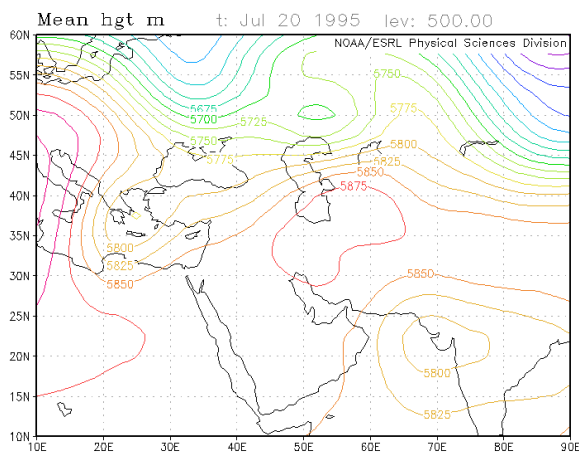 Mean hgt m t: Jul 20 1995 lev: 500.00
NOAA/ESRL Physical Sciences Division
60N
55N
50N
45N
40N
35N
30N
25N
20N
15N
10N
5750
5675
5700
5725
5775
5750
5775
5800
5825
5850
5875
5800
5825
5850
5850
5800
5825
10E
20E
30E
40E
50E
60E
70E
80E
90E